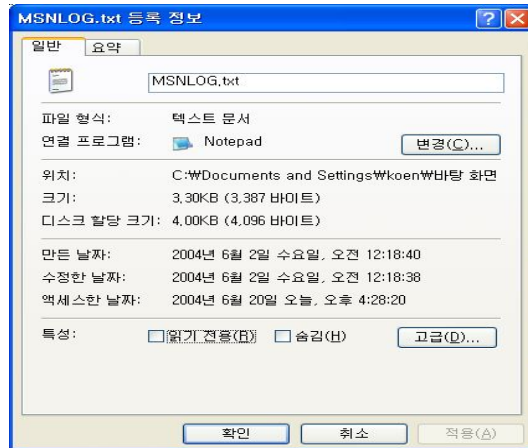 MSNLOG.txt 등록 정보
일반 요약
MSNLOG.txt
파일 형식: 텍스트 문서
연결 프로그램: Notepad 변경(C)...
위치: C:₩Documents and Settings₩koen₩바탕 화면
크기: 3.30KB (3,387 바이트)
디스크 할당 크기: 4.00KB (4,096 바이트)
만든 날짜: 2004년 6월 2일 수요일, 오전 12:18:40
수정한 날짜: 2004년 6월 2일 수요일, 오전 12:18:38
액세스한 날짜: 2004년 6월 20일 오늘, 오후 4:28:20
특성: 읽기 전용(R) 숨김(H) 고급(D)...
확인 취소 적용(A)